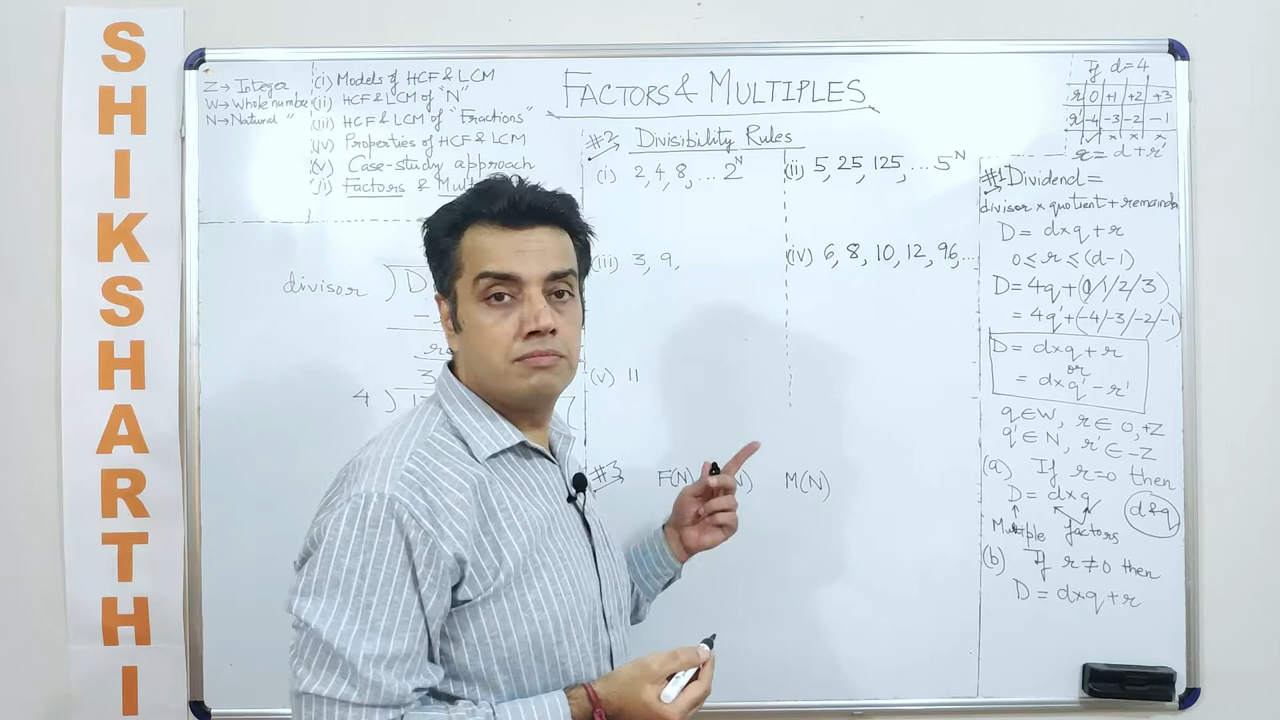 SHIKSHARTHI
Z→ Integer
W→Whole number
N→Natural "
(i) Models of HCF & LCM
(ii) HCF & LCM of "N"
(iii) HCF & LCM of "Fractions"
(iv) Properties of HCF & LCM
(v) Case-study approach
Factors &
FACTORS & MULTIPLES
#2 Divisibility Rules
(i) 2, 4, 8, ... 2^N
(ii) 5, 25, 125, ... 5^N
(iii) 3, 9,
(iv) 6, 8, 10, 12, 96, ...
(v) 11
#3 F(N) M(N)
divisor ) D
4 )
If d=4
r 0 +1 +2 +3
r' -4 -3 -2 -1
r = d + r'
#1 Dividend =
divisor × quotient + remainde
D = d×q + r
0 ≤ r ≤ (d-1)
D = 4q + (0/1/2/3)
= 4q' + (-4/-3/-2/-1)
D = d×q + r
or
= d×q' - r'
q∈W, r∈ 0,+Z
q'∈N, r'∈ -Z
(a) If r=0 then
D = d×q
Multiple factors
d&q
(b) If r≠0 then
D = d×q + r